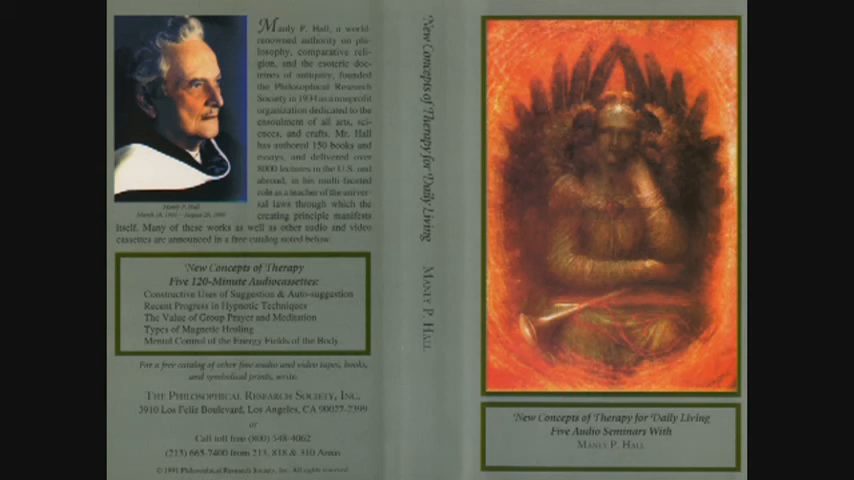 Manly P. Hall, a world-
renowned authority on phi-
losophy, comparative reli-
gion, and the esoteric doc-
trines of antiquity, founded
the Philosophical Research
Society in 1934 as a nonprofit
organization dedicated to the
ensoulment of all arts, sci-
ences, and crafts. Mr. Hall
has authored 150 books and
essays, and delivered over
8000 lectures in the U.S. and
abroad, in his multi-faceted
role as a teacher of the univer-
sal laws through which the
creating principle manifests
itself. Many of these works as well as other audio and video
cassettes are announced in a free catalog noted below.
Manly P. Hall
March 18, 1901 – August 29, 1990
New Concepts of Therapy
Five 120-Minute Audiocassettes:
Constructive Uses of Suggestion & Auto-suggestion
Recent Progress in Hypnotic Techniques
The Value of Group Prayer and Meditation
Types of Magnetic Healing
Mental Control of the Energy Fields of the Body
For a free catalog of other fine audio and video tapes, books,
and symbolical prints, write:
THE PHILOSOPHICAL RESEARCH SOCIETY, INC.
3910 Los Feliz Boulevard, Los Angeles, CA 90027-2399
or
Call toll free (800) 548-4062
(213) 665-7400 from 213, 818 & 310 Areas
© 1991 Philosophical Research Society, Inc. All rights reserved.
New Concepts of Therapy for Daily Living MANLY P. HALL
New Concepts of Therapy for Daily Living
Five Audio Seminars With
MANLY P. HALL